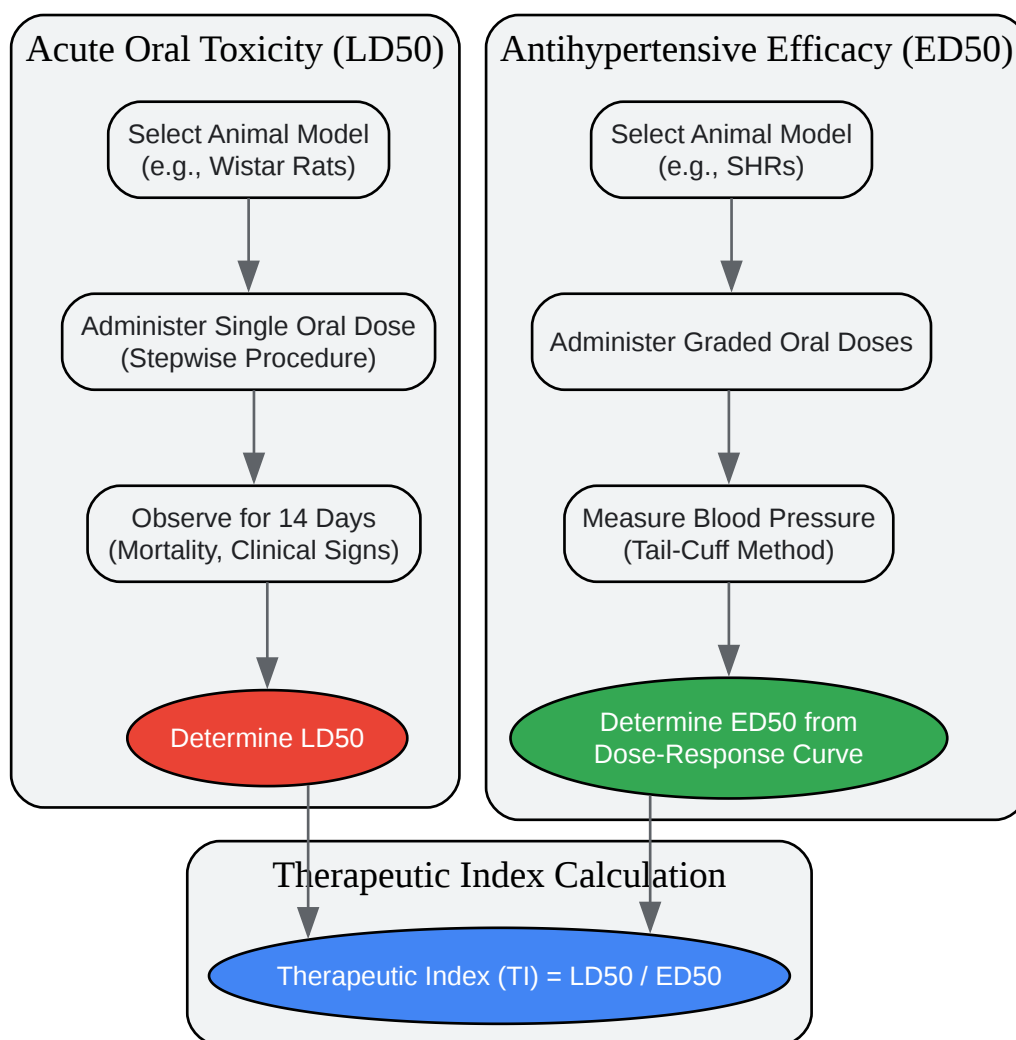 Acute Oral Toxicity (LD50)
Select Animal Model
(e.g., Wistar Rats)
Administer Single Oral Dose
(Stepwise Procedure)
Observe for 14 Days
(Mortality, Clinical Signs)
Determine LD50
Antihypertensive Efficacy (ED50)
Select Animal Model
(e.g., SHRs)
Administer Graded Oral Doses
Measure Blood Pressure
(Tail-Cuff Method)
Determine ED50 from
Dose-Response Curve
Therapeutic Index Calculation
Therapeutic Index (TI) = LD50 / ED50